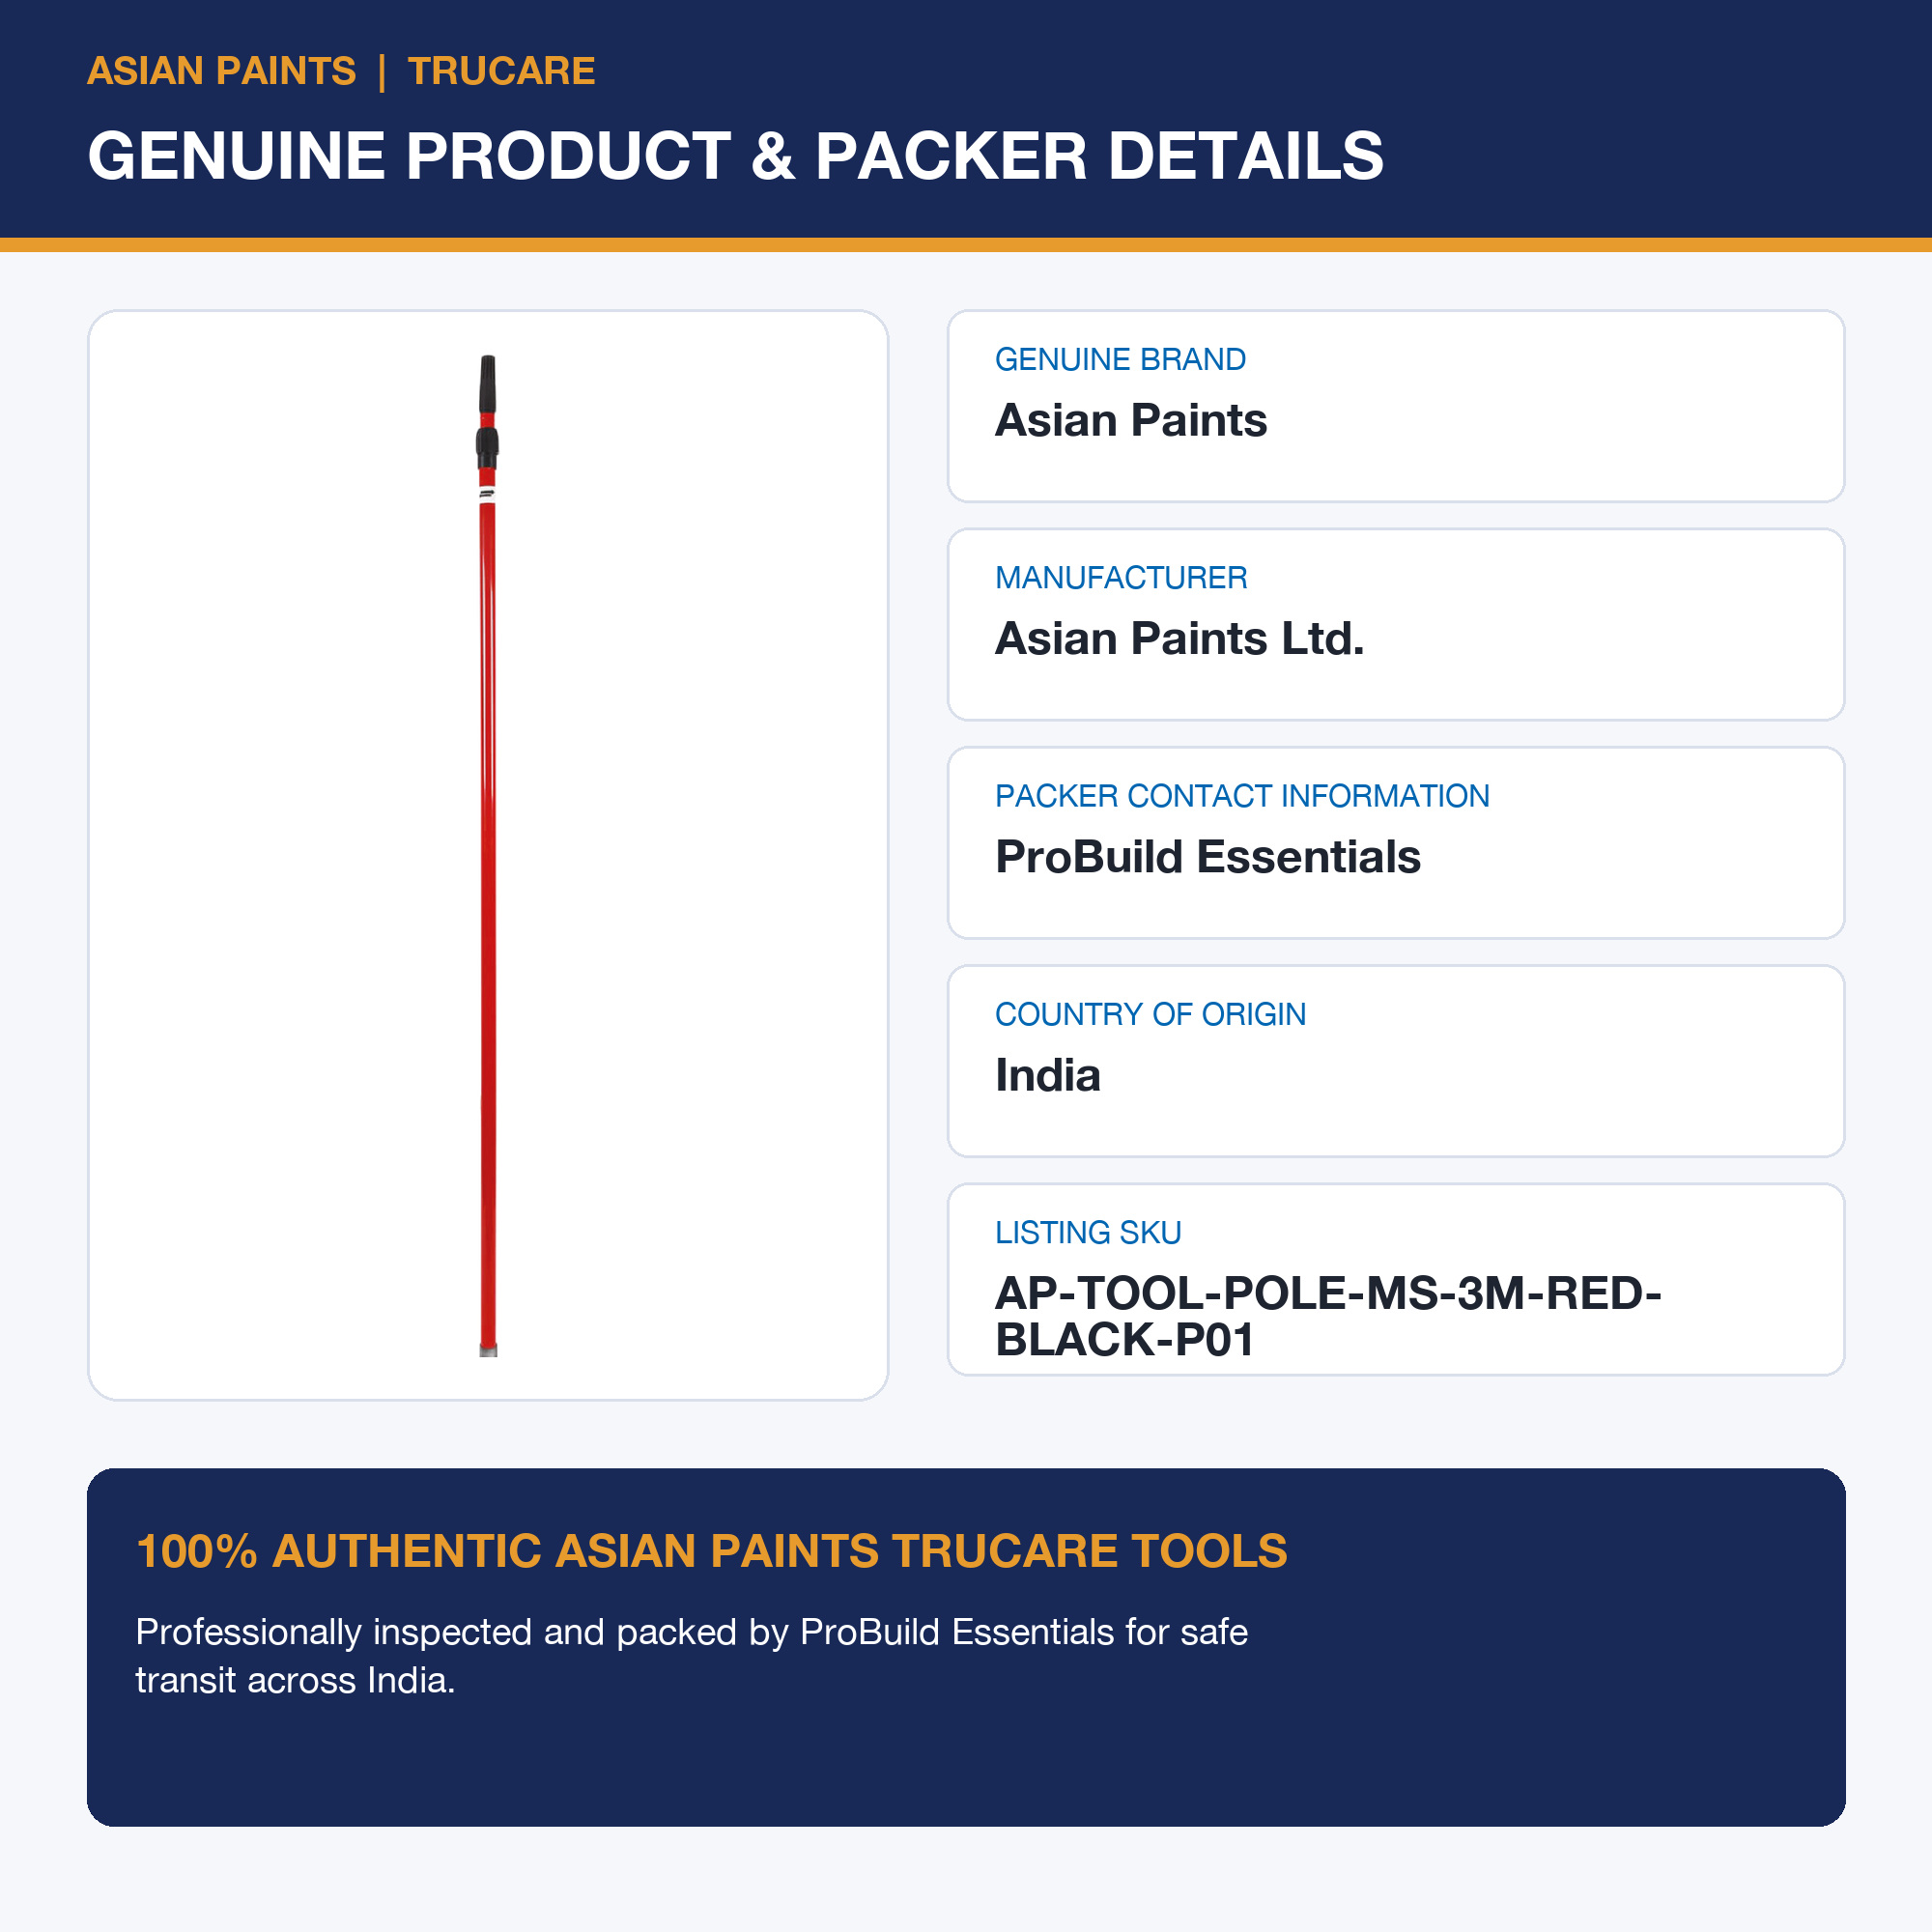 ASIAN PAINTS | TRUCARE
GENUINE PRODUCT & PACKER DETAILS
GENUINE BRAND
Asian Paints
MANUFACTURER
Asian Paints Ltd.
PACKER CONTACT INFORMATION
ProBuild Essentials
COUNTRY OF ORIGIN
India
LISTING SKU
AP-TOOL-POLE-MS-3M-RED-
BLACK-P01
100% AUTHENTIC ASIAN PAINTS TRUCARE TOOLS
Professionally inspected and packed by ProBuild Essentials for safe
transit across India.